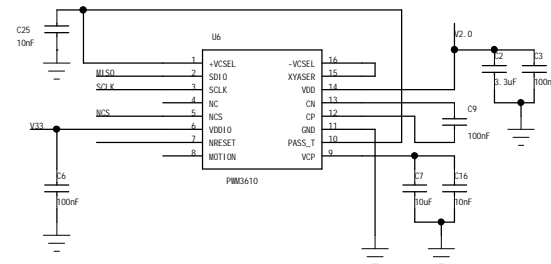 C25
10nF
U6
V2.0
C2
C3
3.3uF
100n
1 +VCSEL
-VCSEL 16
MISO 2 SDIO
XYASER 15
SCLK 3 SCLK
VDD 14
4 NC
CN 13
NCS 5 NCS
CP 12
C9
100nF
V33 6 VDDIO
GND 11
7 NRESET
PASS_T 10
8 MOTION
VCP 9
PWM3610
C6
100nF
C7
C16
10uF
10nF